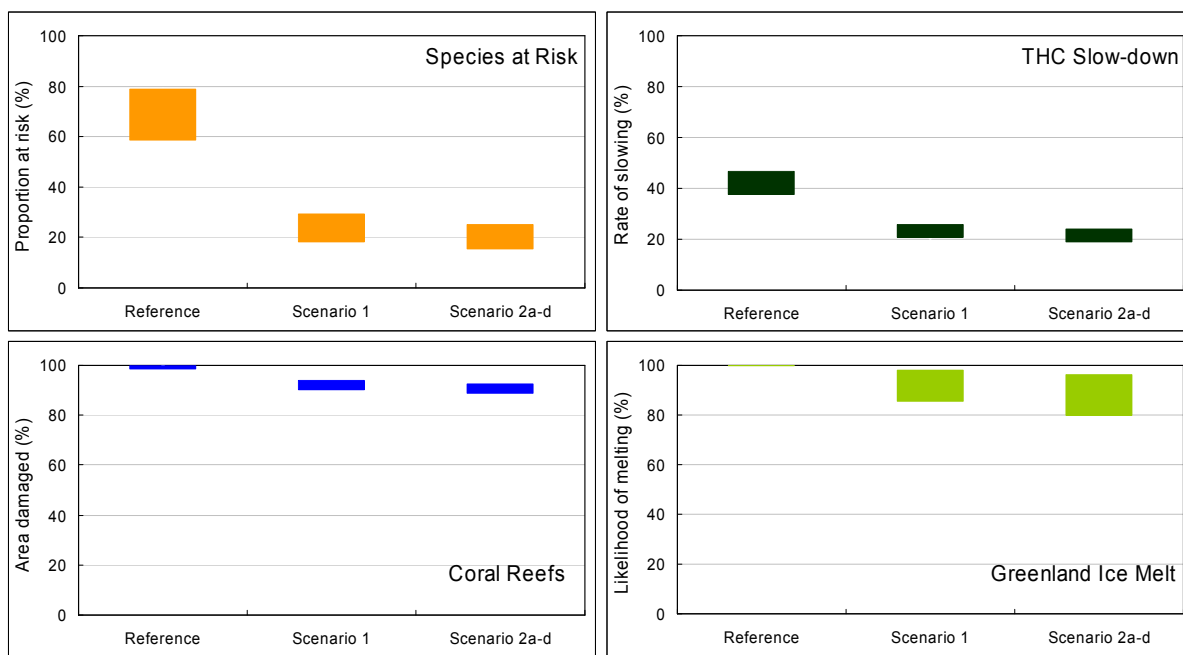 Species at Risk
Proportion at risk (%)
100
80
60
40
20
0
Reference Scenario 1 Scenario 2a-d
THC Slow-down
Rate of slowing (%)
100
80
60
40
20
0
Reference Scenario 1 Scenario 2a-d
Area damaged (%)
100
80
60
40
20
0
Coral Reefs
Reference Scenario 1 Scenario 2a-d
Likelihood of melting (%)
100
80
60
40
20
0
Greenland Ice Melt
Reference Scenario 1 Scenario 2a-d